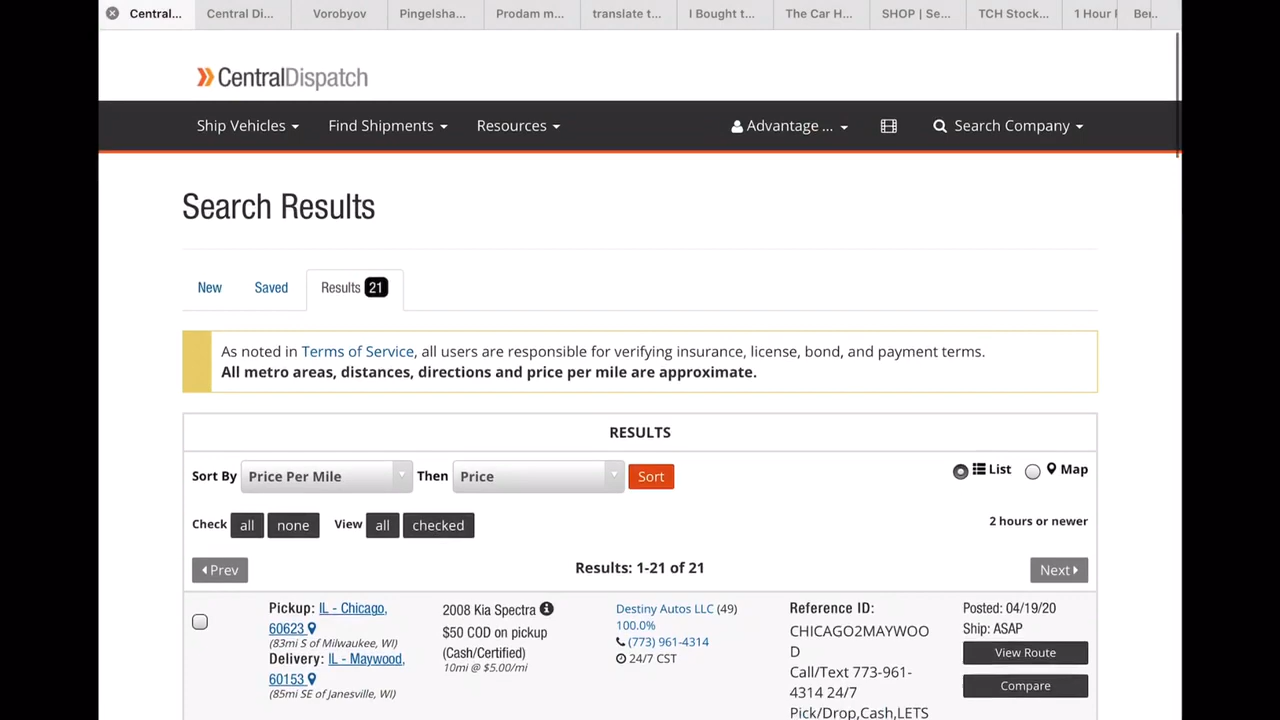 Central...
Central Di...
Vorobyov
Pingelsha...
Prodam m...
translate t...
I Bought t...
The Car H...
SHOP | Se...
TCH Stock...
1 Hour
CentralDispatch
Ship Vehicles
Find Shipments
Resources
Advantage ...
Search Company
Search Results
New
Saved
Results 21
As noted in Terms of Service, all users are responsible for verifying insurance, license, bond, and payment terms.
All metro areas, distances, directions and price per mile are approximate.
RESULTS
Sort By Price Per Mile Then Price Sort
List Map
Check all none View all checked
2 hours or newer
Prev
Results: 1-21 of 21
Next
Pickup: IL - Chicago,
60623
(83mi S of Milwaukee, WI)
Delivery: IL - Maywood,
60153
(85mi SE of Janesville, WI)
2008 Kia Spectra
$50 COD on pickup
(Cash/Certified)
10mi @ $5.00/mi
Destiny Autos LLC (49)
100.0%
(773) 961-4314
24/7 CST
Reference ID:
CHICAGO2MAYWOO
D
Call/Text 773-961-
4314 24/7
Pick/Drop,Cash,LETS
Posted: 04/19/20
Ship: ASAP
View Route
Compare